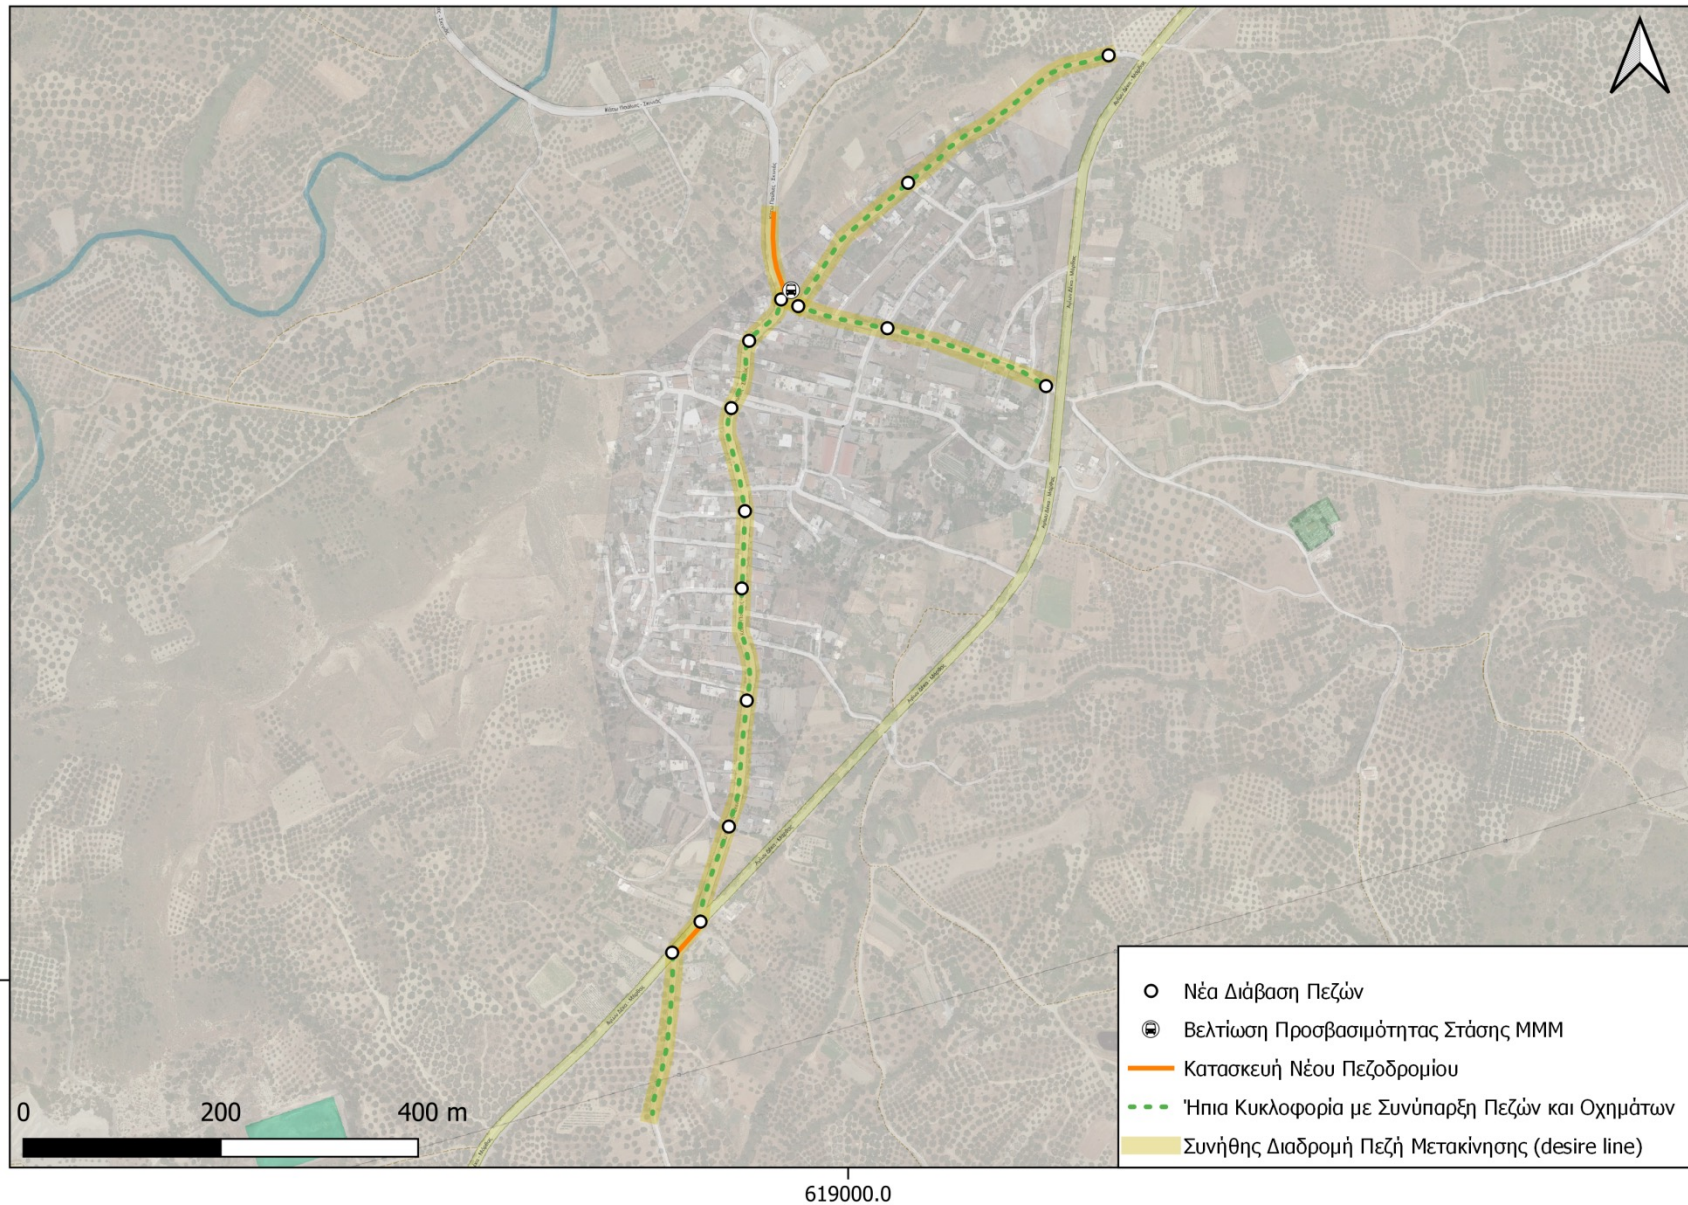 Νέα Διάβαση Πεζών
Βελτίωση Προσβασιμότητας Στάσης ΜΜΜ
Κατασκευή Νέου Πεζοδρομίου
Ήπια Κυκλοφορία με Συνύπαρξη Πεζών και Οχημάτων
Συνήθης Διαδρομή Πεζή Μετακίνησης (desire line)
0 200 400 m
619000.0